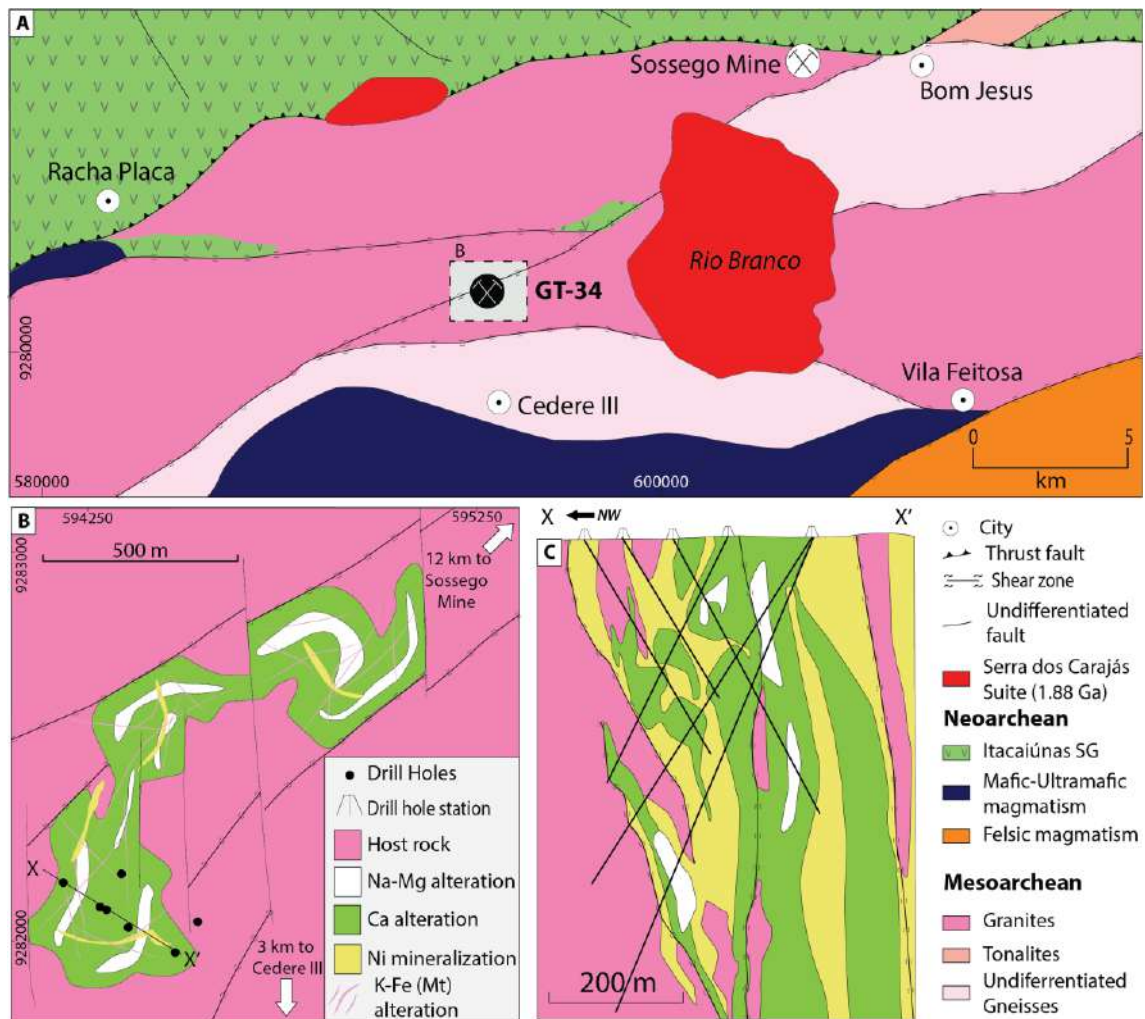 A
Sossego Mine
Bom Jesus
Racha Placa
B
GT-34
Rio Branco
9280000
Cedere III
Vila Feitosa
0
5
km
580000
600000
B
594250
595250
500 m
9283000
12 km to
Sossego
Mine
X
X'
9282000
3 km to
Cedere III
Drill Holes
Drill hole station
Host rock
Na-Mg alteration
Ca alteration
Ni mineralization
K-Fe (Mt)
alteration
X
NW
X'
C
200 m
City
Thrust fault
Shear zone
Undifferentiated
fault
Serra dos Carajás
Suite (1.88 Ga)
Neoarchean
Itacaiúnas SG
Mafic-Ultramafic
magmatism
Felsic magmatism
Mesoarchean
Granites
Tonalites
Undiferrentiated
Gneisses